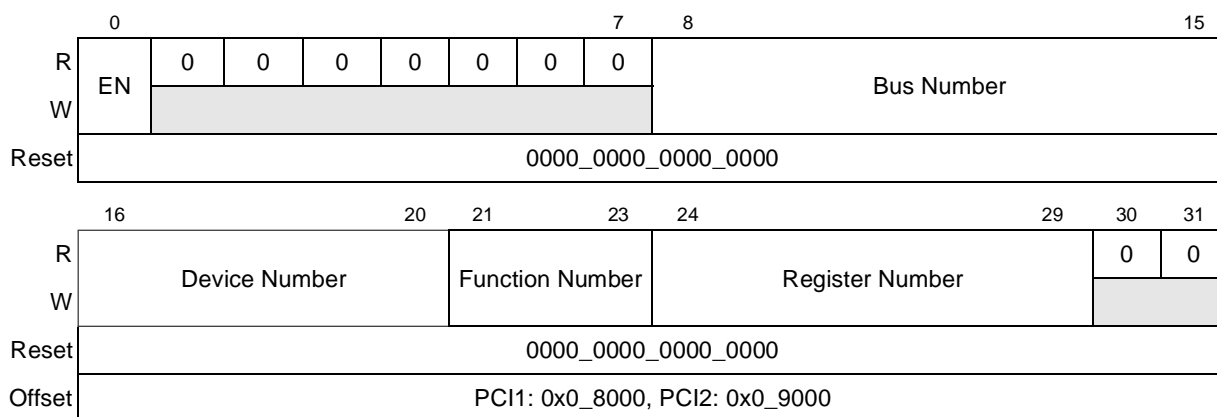 0 7 8 15
R EN 0 0 0 0 0 0 0 Bus Number
W
Reset 0000_0000_0000_0000
16 20 21 23 24 29 30 31
R Device Number Function Number Register Number 0 0
W
Reset 0000_0000_0000_0000
Offset PCI1: 0x0_8000, PCI2: 0x0_9000